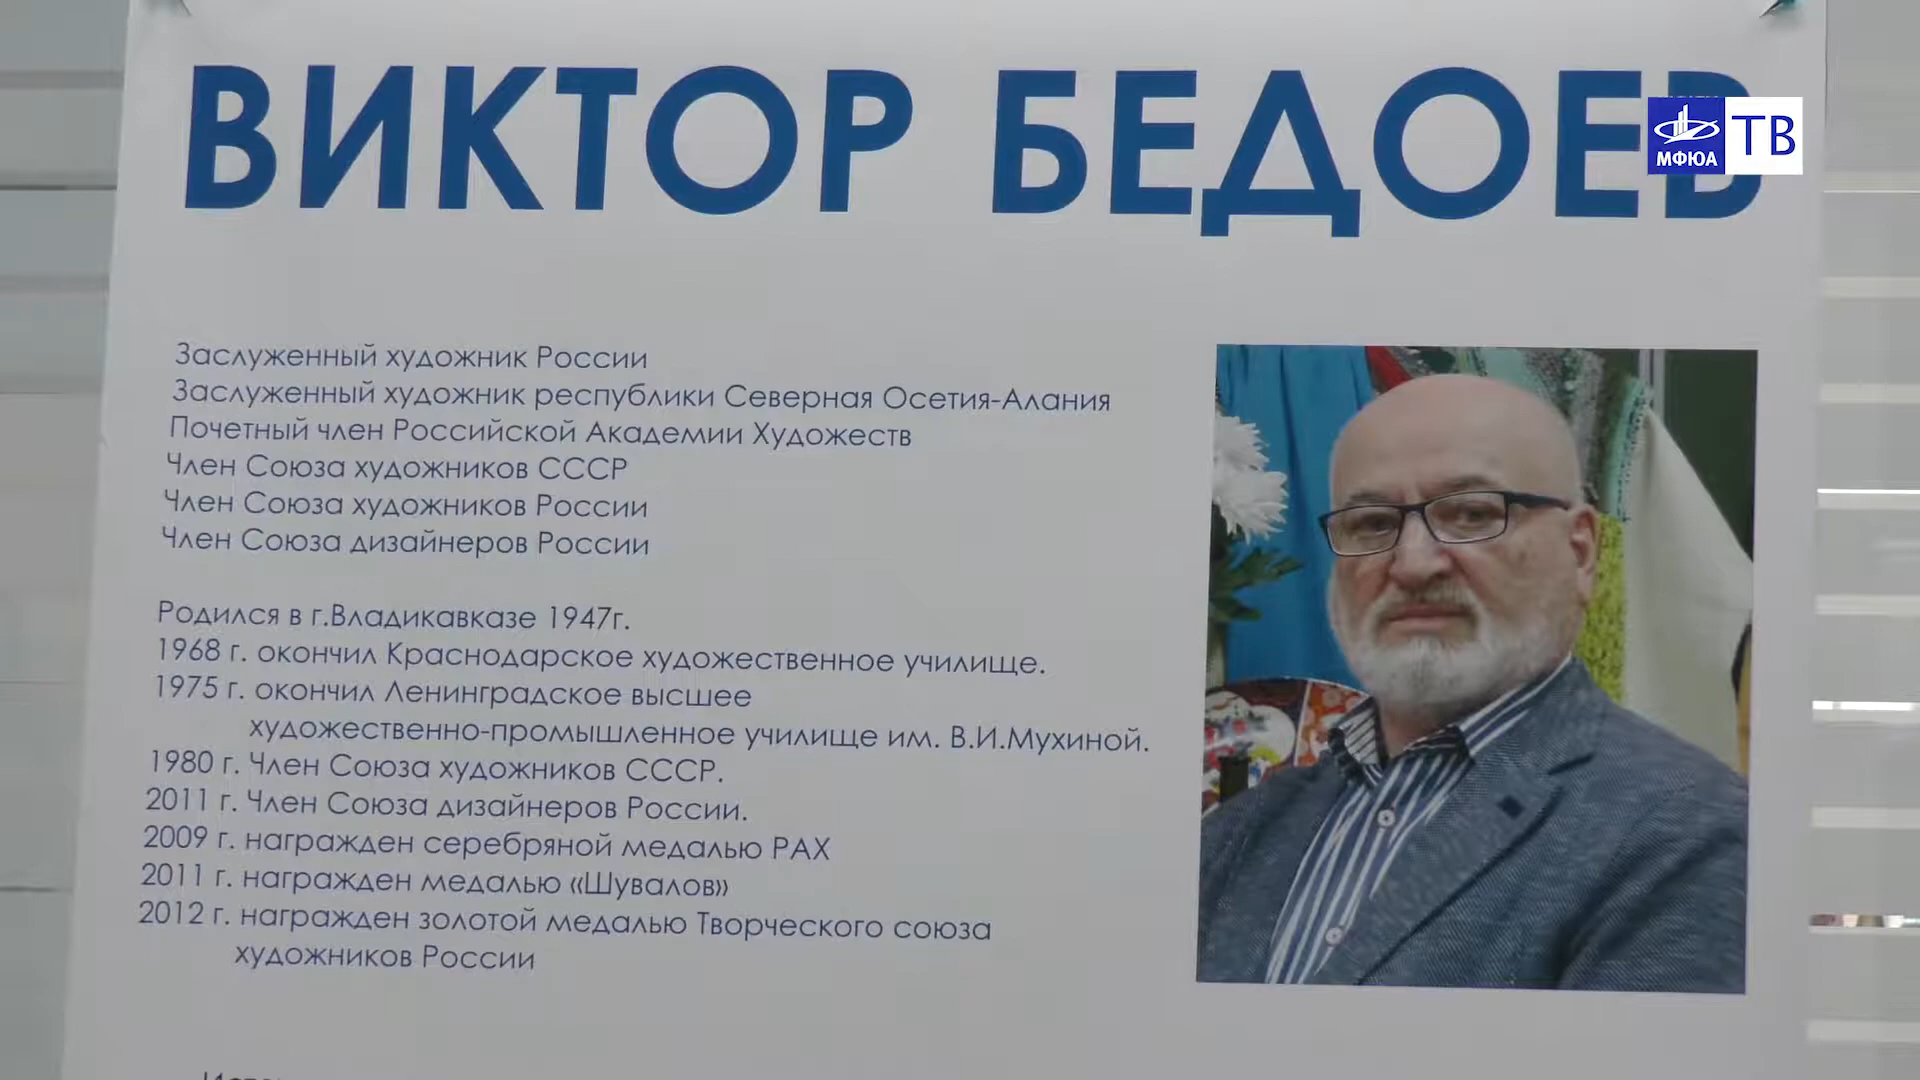 ВИКТОР БЕДОЕВ
МФЮА ТВ
Заслуженный художник России
Заслуженный художник республики Северная Осетия-Алания
Почетный член Российской Академии Художеств
Член Союза художников СССР
Член Союза художников России
Член Союза дизайнеров России
Родился в г.Владикавказе 1947г.
1968 г. окончил Краснодарское художественное училище.
1975 г. окончил Ленинградское высшее
художественно-промышленное училище им. В.И.Мухиной.
1980 г. Член Союза художников СССР.
2011 г. Член Союза дизайнеров России.
2009 г. награжден серебряной медалью РАХ
2011 г. награжден медалью «Шувалов»
2012 г. награжден золотой медалью Творческого союза
художников России